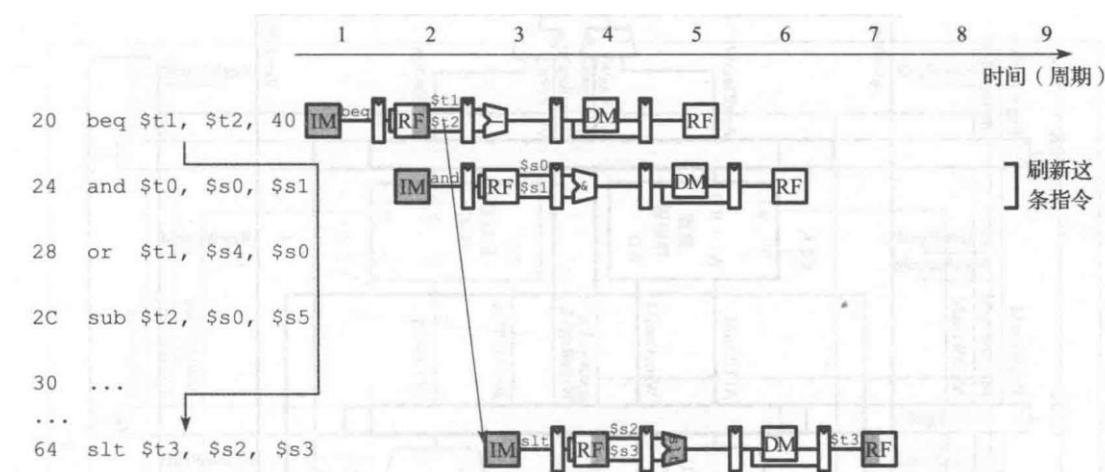 1 2 3 4 5 6 7 8 9
时间（周期）
20 beq $t1, $t2, 40 IM beq RF $t1 $t2 DM RF
24 and $t0, $s0, $s1 IM and RF $s0 $s1 & DM RF
刷新这
条指令
28 or $t1, $s4, $s0
2C sub $t2, $s0, $s5
30 ...
...
64 slt $t3, $s2, $s3 IM slt RF $s2 $s3 slt DM $t3 RF